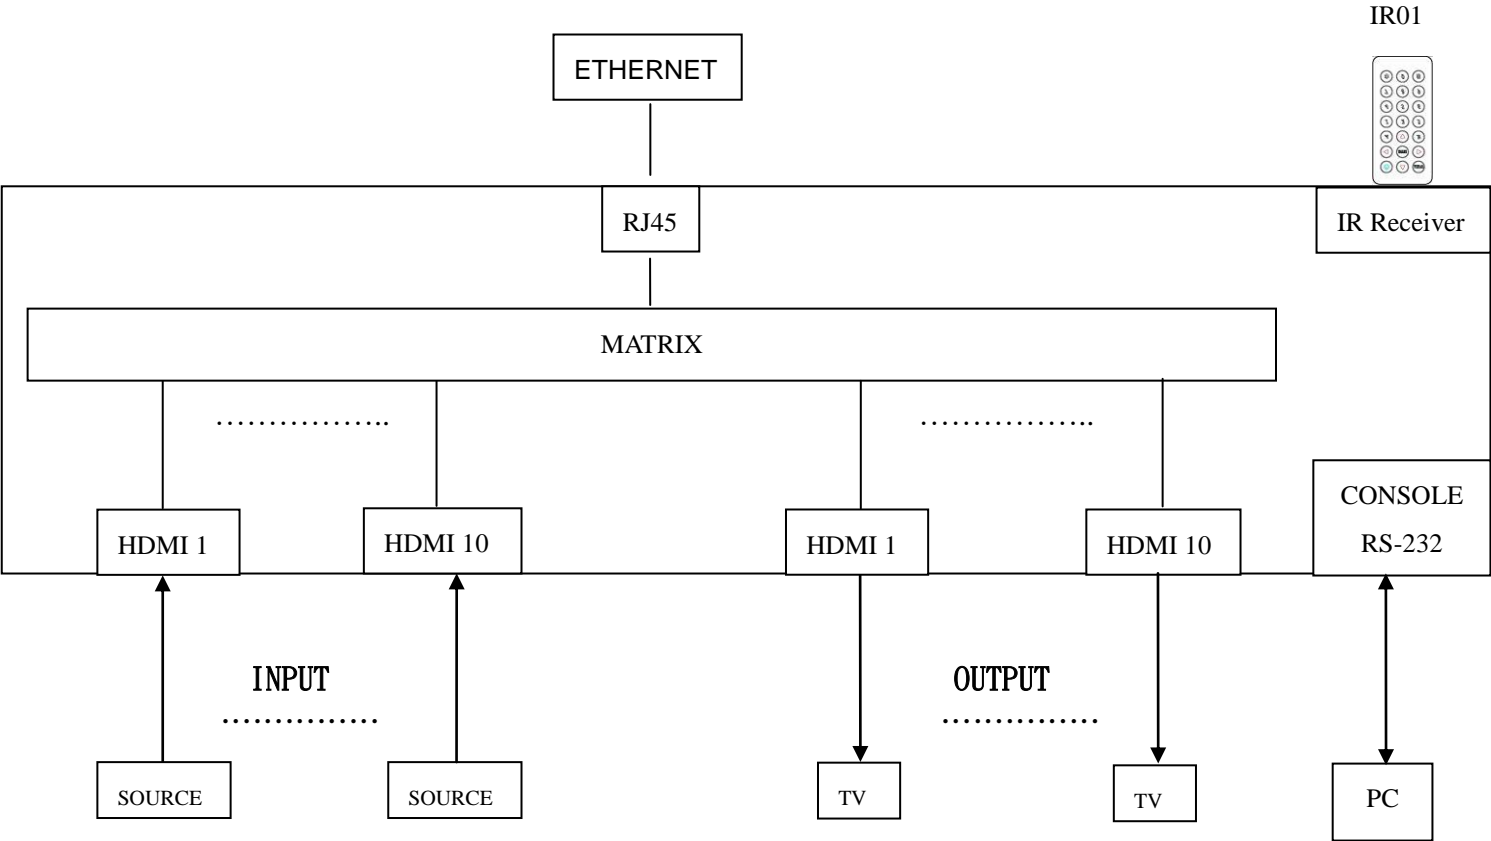 IR01
ETHERNET
RJ45
IR Receiver
MATRIX
………………..
………………..
CONSOLE
RS-232
HDMI 1
HDMI 10
HDMI 1
HDMI 10
INPUT
……………
OUTPUT
……………
SOURCE
SOURCE
TV
TV
PC